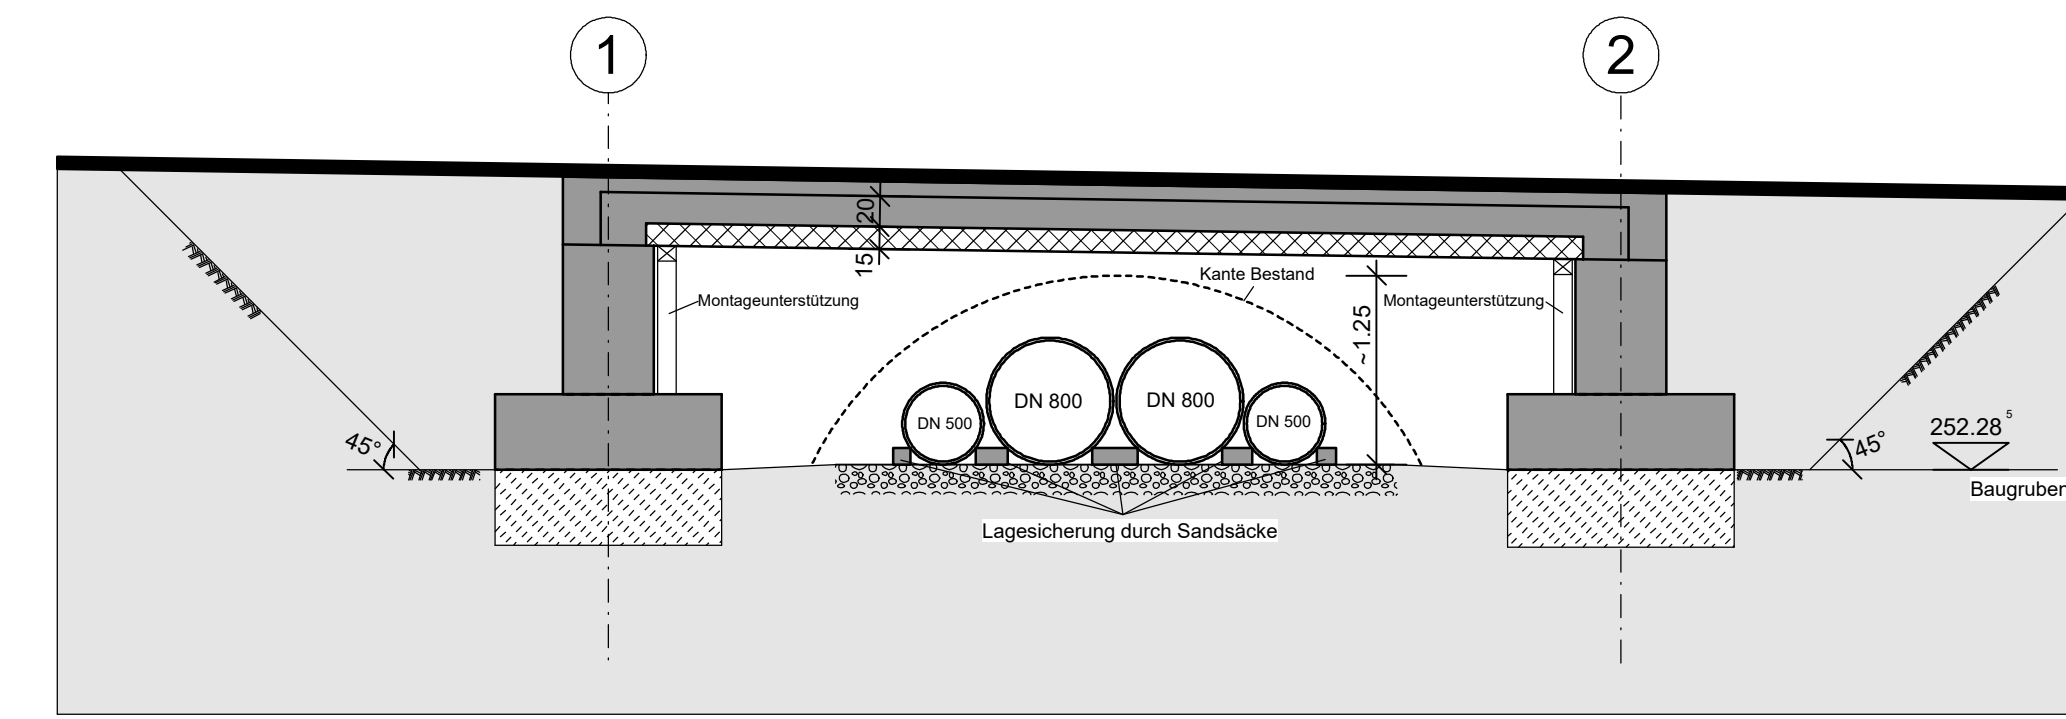 1
2
20
15
Kante Bestand
Montageunterstützung
Montageunterstützung
~1.25
DN 500
DN 800
DN 800
DN 500
45°
45°
252.28⁵
Baugruben
Lagesicherung durch Sandsäcke